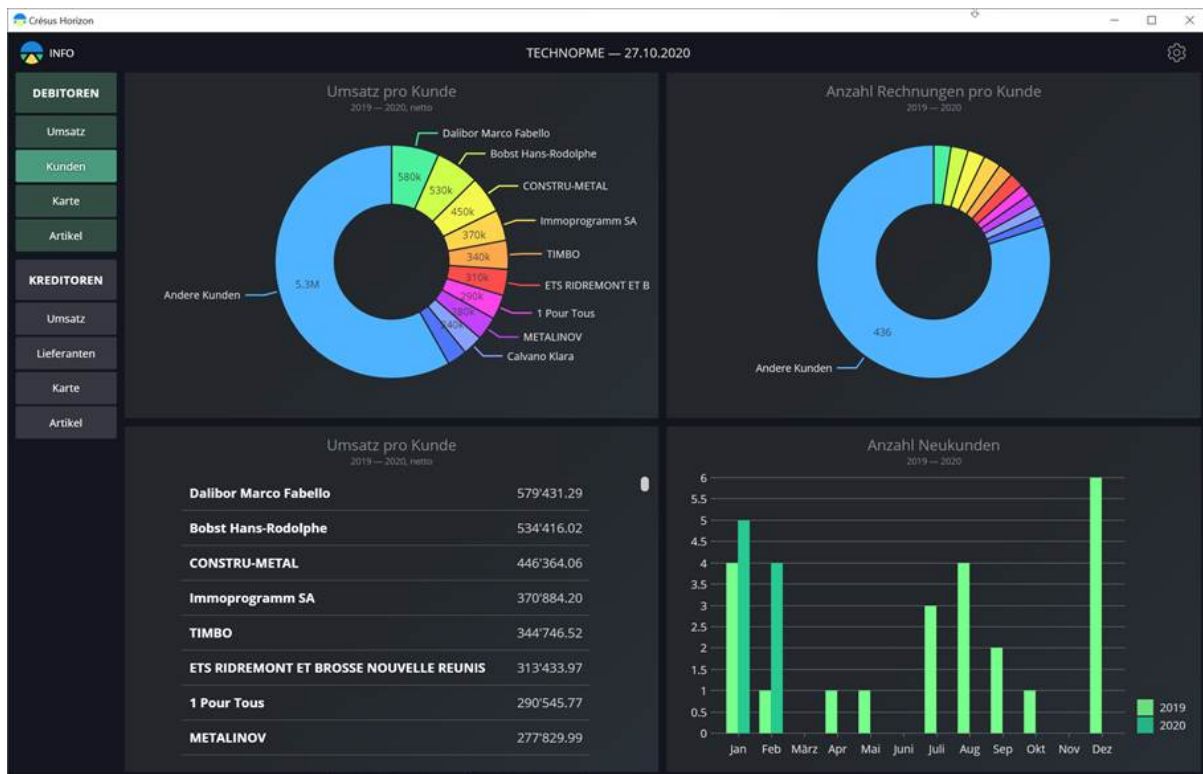 Crésus Horizon
INFO
TECHNOPME — 27.10.2020
DEBITOREN
Umsatz
Kunden
Karte
Artikel
KREDITOREN
Umsatz
Lieferanten
Karte
Artikel
Umsatz pro Kunde
2019 — 2020, netto
Dalibor Marco Fabello
Bobst Hans-Rodolphe
CONSTRU-METAL
Immoprogramm SA
TIMBO
ETS RIDREMONT ET B
1 Pour Tous
METALINOV
Calvano Klara
Andere Kunden
580k
530k
450k
370k
340k
310k
290k
280k
240k
5.3M
Anzahl Rechnungen pro Kunde
2019 — 2020
436
Andere Kunden
Umsatz pro Kunde
2019 — 2020, netto
Dalibor Marco Fabello 579'431.29
Bobst Hans-Rodolphe 534'416.02
CONSTRU-METAL 446'364.06
Immoprogramm SA 370'884.20
TIMBO 344'746.52
ETS RIDREMONT ET BROSSE NOUVELLE REUNIS 313'433.97
1 Pour Tous 290'545.77
METALINOV 277'829.99
Anzahl Neukunden
2019 — 2020
6
5.5
5
4.5
4
3.5
3
2.5
2
1.5
1
0.5
0
Jan Feb März Apr Mai Juni Juli Aug Sep Okt Nov Dez
2019
2020